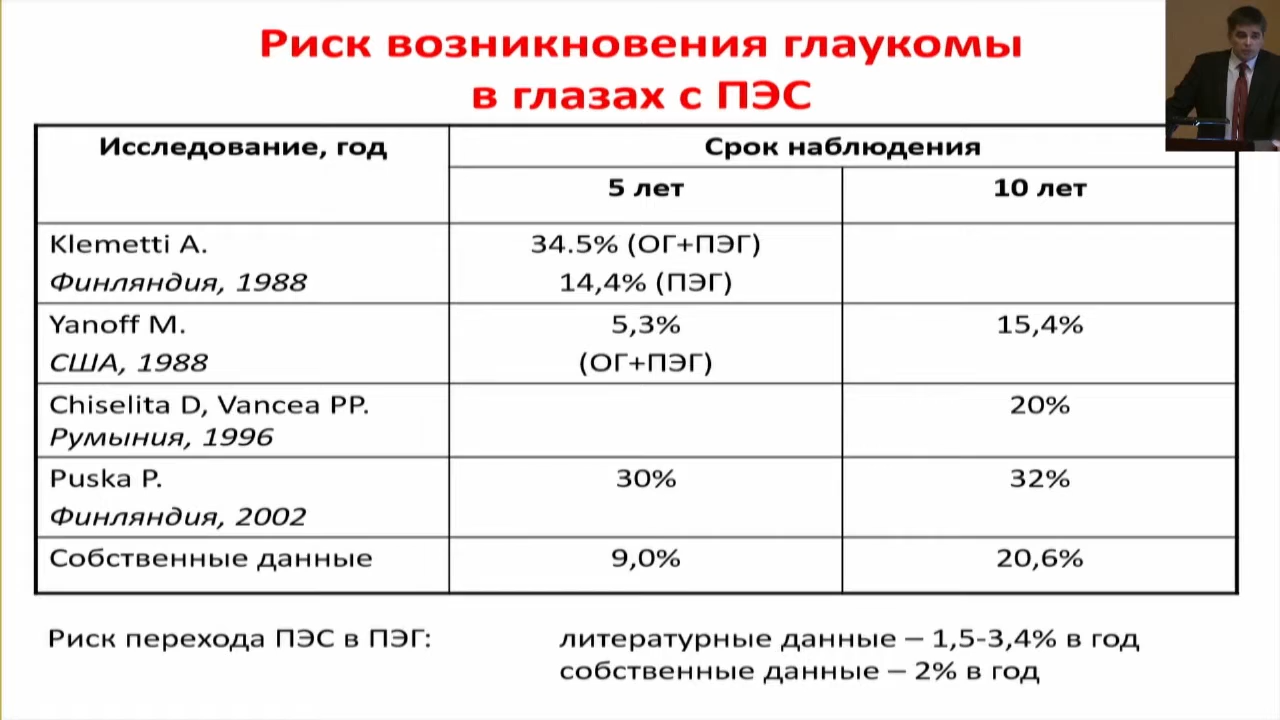 Риск возникновения глаукомы
в глазах с ПЭС
Исследование, год
Срок наблюдения
5 лет
10 лет
Klemetti A.
Финляндия, 1988
34.5% (ОГ+ПЭГ)
14,4% (ПЭГ)
Yanoff M.
США, 1988
5,3%
(ОГ+ПЭГ)
15,4%
Chiselita D, Vancea PP.
Румыния, 1996
20%
Puska P.
Финляндия, 2002
30%
32%
Собственные данные
9,0%
20,6%
Риск перехода ПЭС в ПЭГ:
литературные данные – 1,5-3,4% в год
собственные данные – 2% в год